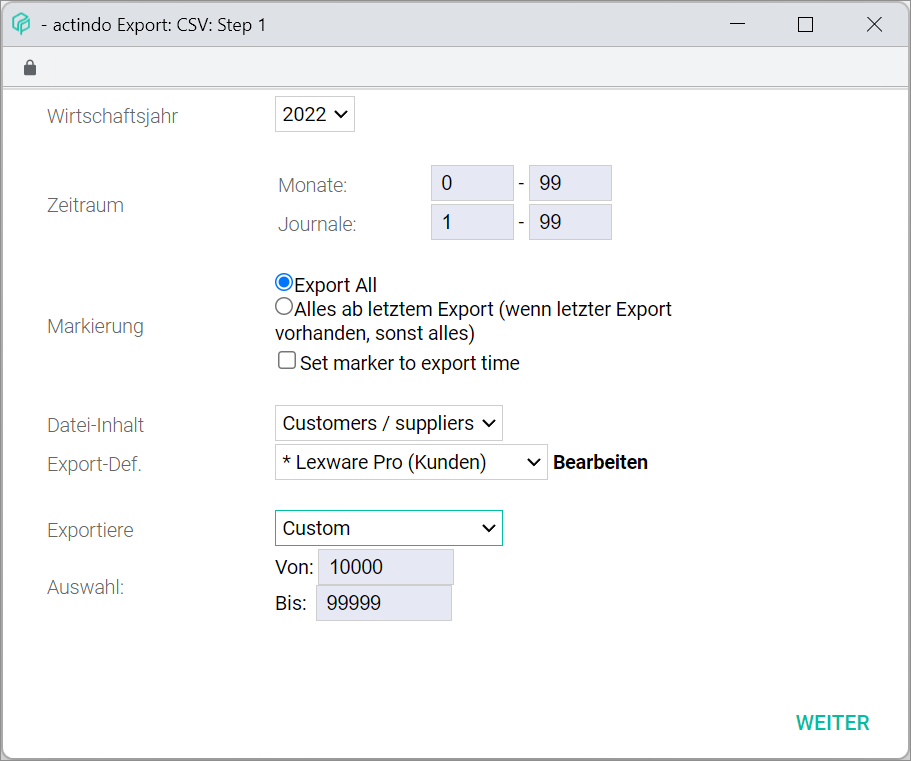 - actindo Export: CSV: Step 1
Wirtschaftsjahr 2022
Zeitraum
Monate: 0 - 99
Journale: 1 - 99
Markierung
Export All
Alles ab letztem Export (wenn letzter Export
vorhanden, sonst alles)
Set marker to export time
Datei-Inhalt Customers / suppliers
Export-Def. * Lexware Pro (Kunden) Bearbeiten
Exportiere Custom
Auswahl:
Von: 10000
Bis: 99999
WEITER